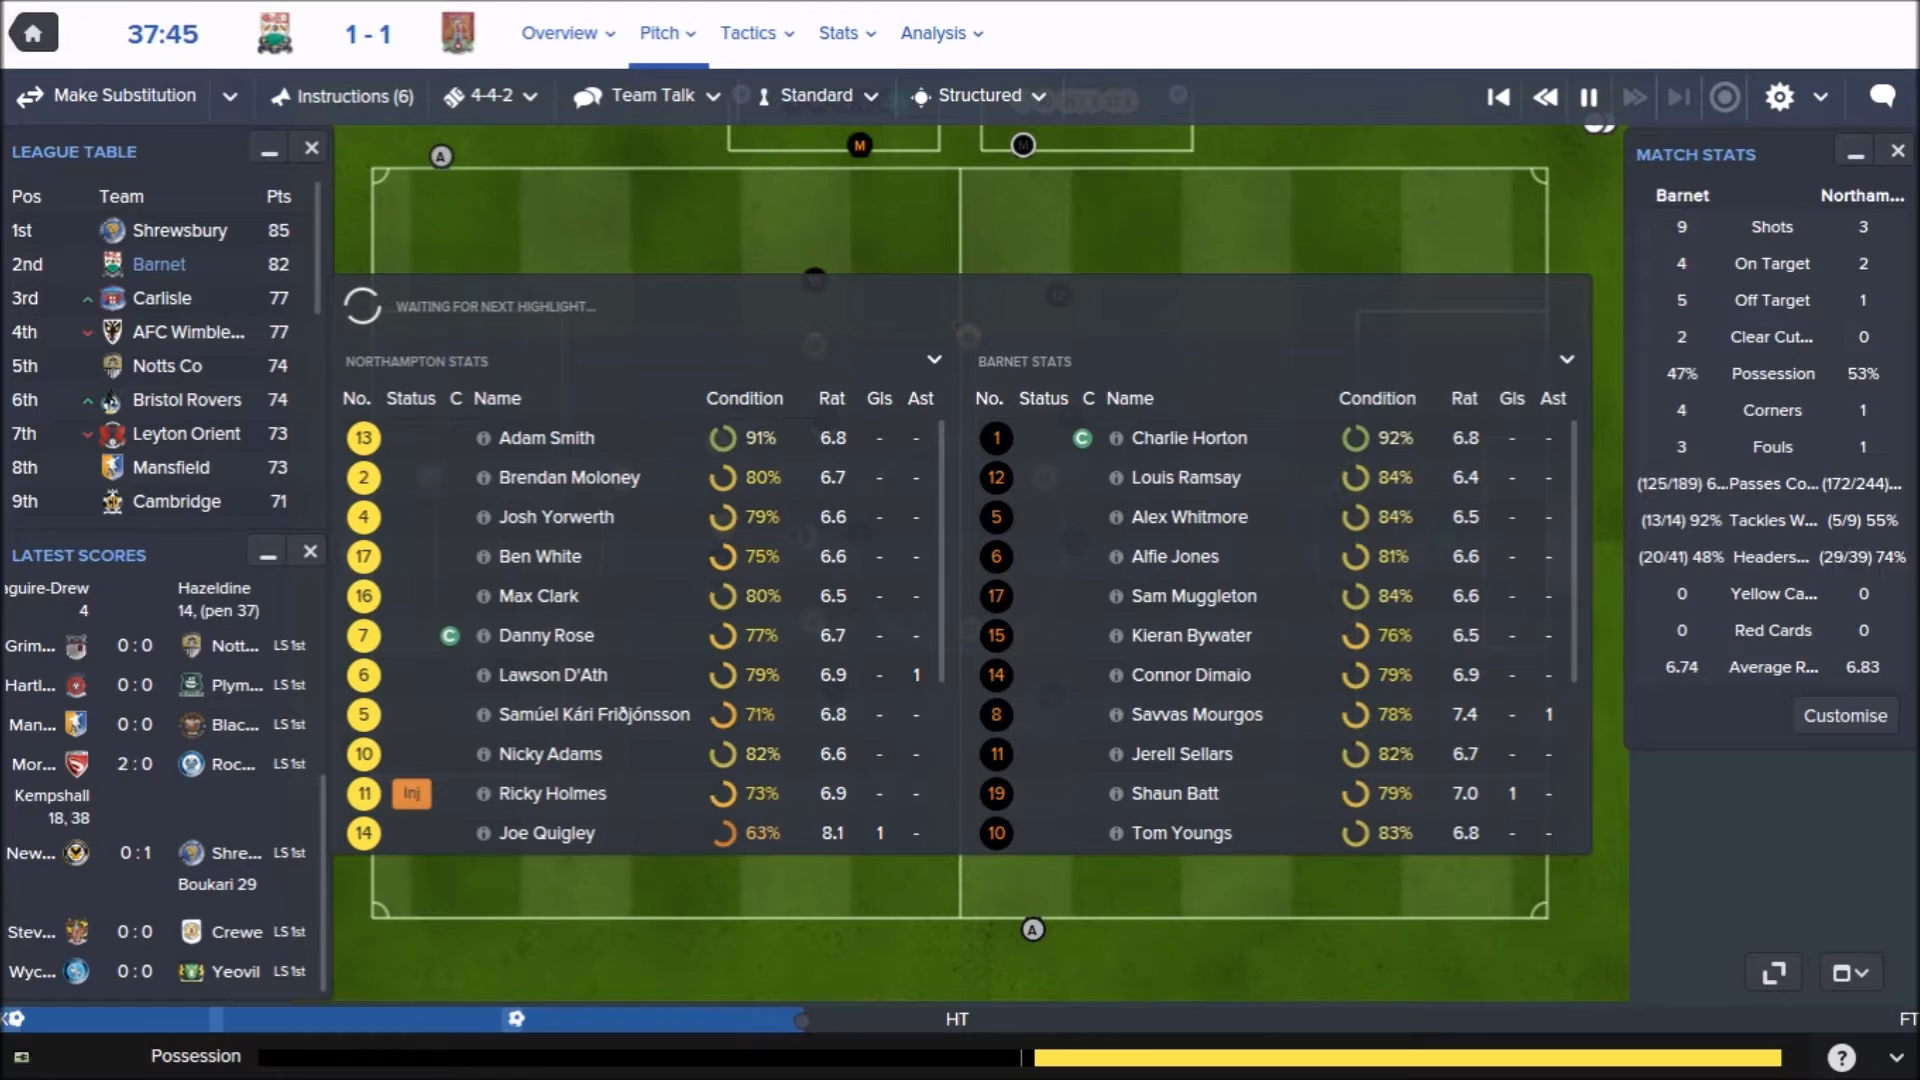 37:45 1 - 1 Overview Pitch Tactics Stats Analysis
Make Substitution Instructions (6) 4-4-2 Team Talk Standard Structured
LEAGUE TABLE
Pos Team Pts
1st Shrewsbury 85
2nd Barnet 82
3rd Carlisle 77
4th AFC Wimble... 77
5th Notts Co 74
6th Bristol Rovers 74
7th Leyton Orient 73
8th Mansfield 73
9th Cambridge 71
LATEST SCORES
aguire-Drew Hazeldine
4 14, (pen 37)
Grim... 0 : 0 Nott... LS 1st
Hartl... 0 : 0 Plym... LS 1st
Man... 0 : 0 Blac... LS 1st
Mor... 2 : 0 Roc... LS 1st
Kempshall
18, 38
New... 0 : 1 Shre... LS 1st
Boukari 29
Stev... 0 : 0 Crewe LS 1st
Wyc... 0 : 0 Yeovil LS 1st
A M M
WAITING FOR NEXT HIGHLIGHT...
NORTHAMPTON STATS
No. Status C Name Condition Rat Gls Ast
13 Adam Smith 91% 6.8 - -
2 Brendan Moloney 80% 6.7 - -
4 Josh Yorwerth 79% 6.6 - -
17 Ben White 75% 6.6 - -
16 Max Clark 80% 6.5 - -
7 C Danny Rose 77% 6.7 - -
6 Lawson D'Ath 79% 6.9 - 1
5 Samúel Kári Friðjónsson 71% 6.8 - -
10 Nicky Adams 82% 6.6 - -
11 Inj Ricky Holmes 73% 6.9 - -
14 Joe Quigley 63% 8.1 1 -
BARNET STATS
No. Status C Name Condition Rat Gls Ast
1 C Charlie Horton 92% 6.8 - -
12 Louis Ramsay 84% 6.4 - -
5 Alex Whitmore 84% 6.5 - -
6 Alfie Jones 81% 6.6 - -
17 Sam Muggleton 84% 6.6 - -
15 Kieran Bywater 76% 6.5 - -
14 Connor Dimaio 79% 6.9 - -
8 Savvas Mourgos 78% 7.4 - 1
11 Jerell Sellars 82% 6.7 - -
19 Shaun Batt 79% 7.0 1 -
10 Tom Youngs 83% 6.8 - -
A
MATCH STATS
Barnet Northam...
9 Shots 3
4 On Target 2
5 Off Target 1
2 Clear Cut... 0
47% Possession 53%
4 Corners 1
3 Fouls 1
(125/189) 6... Passes Co... (172/244)...
(13/14) 92% Tackles W... (5/9) 55%
(20/41) 48% Headers... (29/39) 74%
0 Yellow Ca... 0
0 Red Cards 0
6.74 Average R... 6.83
Customise
HT FT
Possession ?